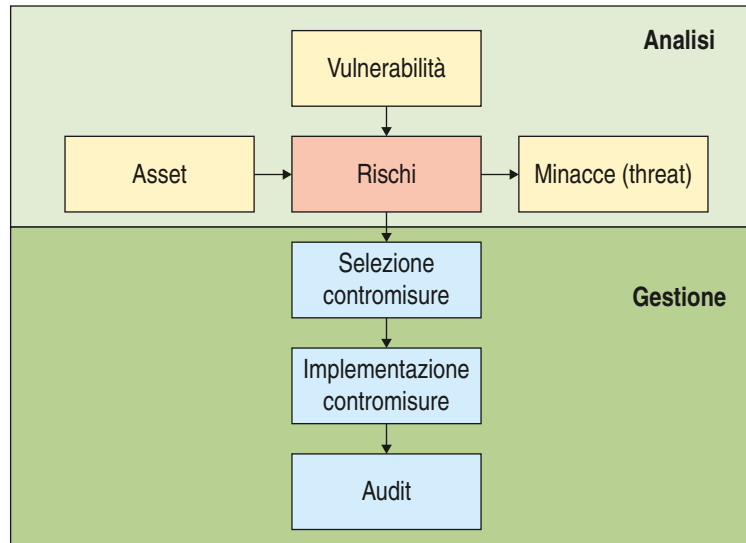 Analisi
Vulnerabilità
Asset
Rischi
Minacce (threat)
Selezione
contromisure
Gestione
Implementazione
contromisure
Audit